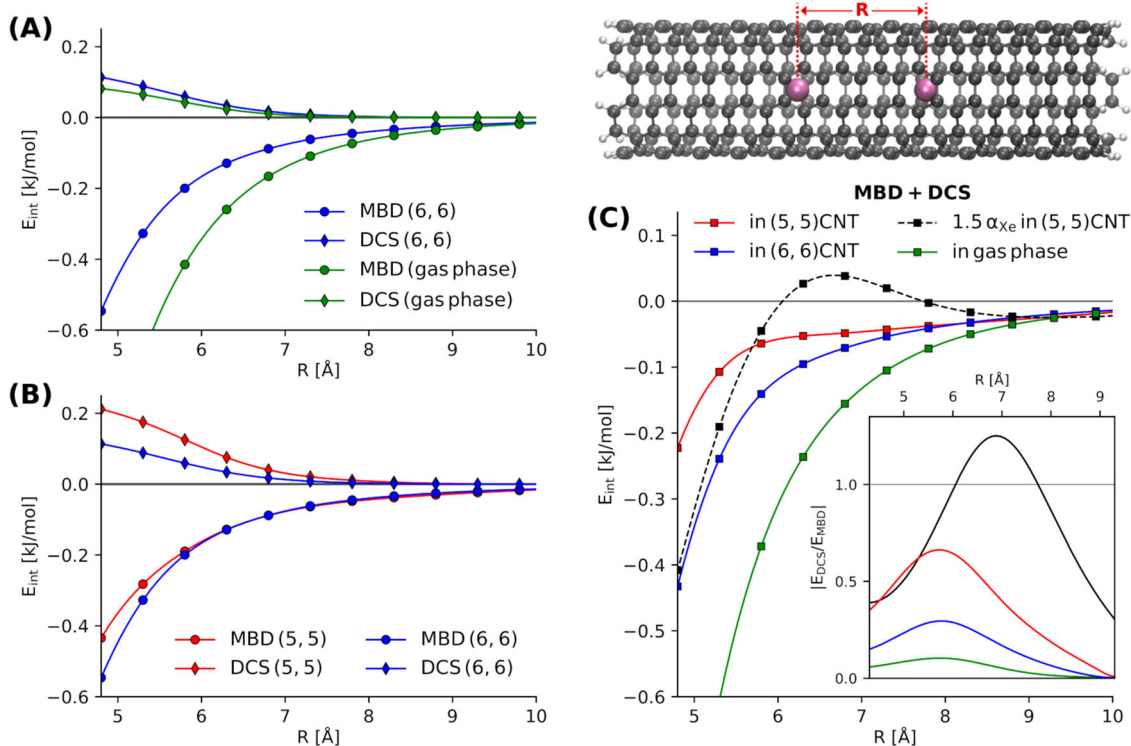 (A)
0.2
0.0
−0.2
−0.4
−0.6
E_int [kJ/mol]
MBD (6, 6)
DCS (6, 6)
MBD (gas phase)
DCS (gas phase)
5 6 7 8 9 10
R [Å]
(B)
0.2
0.0
−0.2
−0.4
−0.6
E_int [kJ/mol]
MBD (5, 5) MBD (6, 6)
DCS (5, 5) DCS (6, 6)
5 6 7 8 9 10
R [Å]
R
MBD + DCS
(C)
in (5, 5)CNT 1.5 α_Xe in (5, 5)CNT
in (6, 6)CNT in gas phase
0.1
0.0
−0.1
−0.2
−0.3
−0.4
−0.5
−0.6
E_int [kJ/mol]
R [Å]
5 6 7 8 9
1.0
0.5
0.0
|E_DCS/E_MBD|
5 6 7 8 9 10
R [Å]